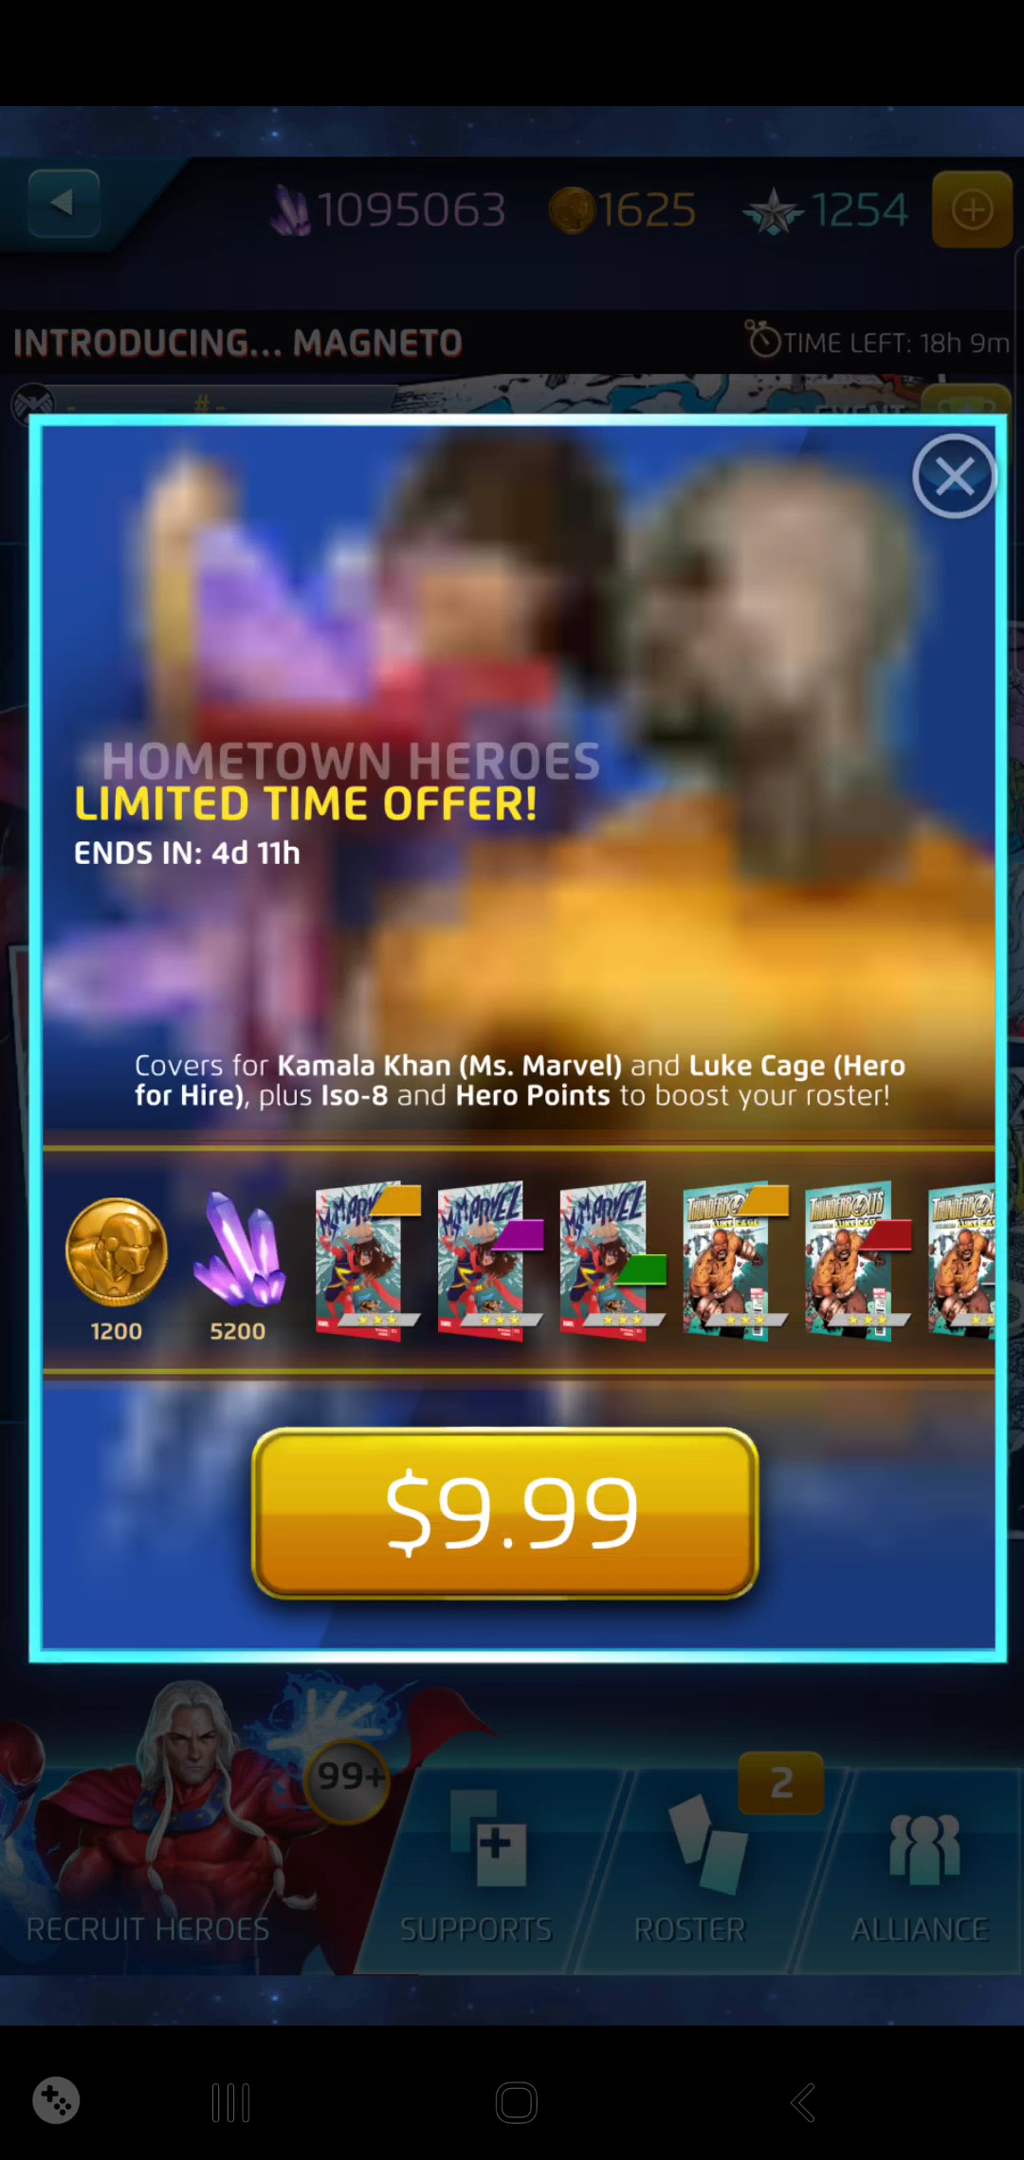 1095063 1625 1254
INTRODUCING... MAGNETO TIME LEFT: 18h 9m
EVENT
HOMETOWN HEROES
LIMITED TIME OFFER!
ENDS IN: 4d 11h
Covers for Kamala Khan (Ms. Marvel) and Luke Cage (Hero
for Hire), plus Iso-8 and Hero Points to boost your roster!
1200 5200
$9.99
99+ 2
RECRUIT HEROES SUPPORTS ROSTER ALLIANCE